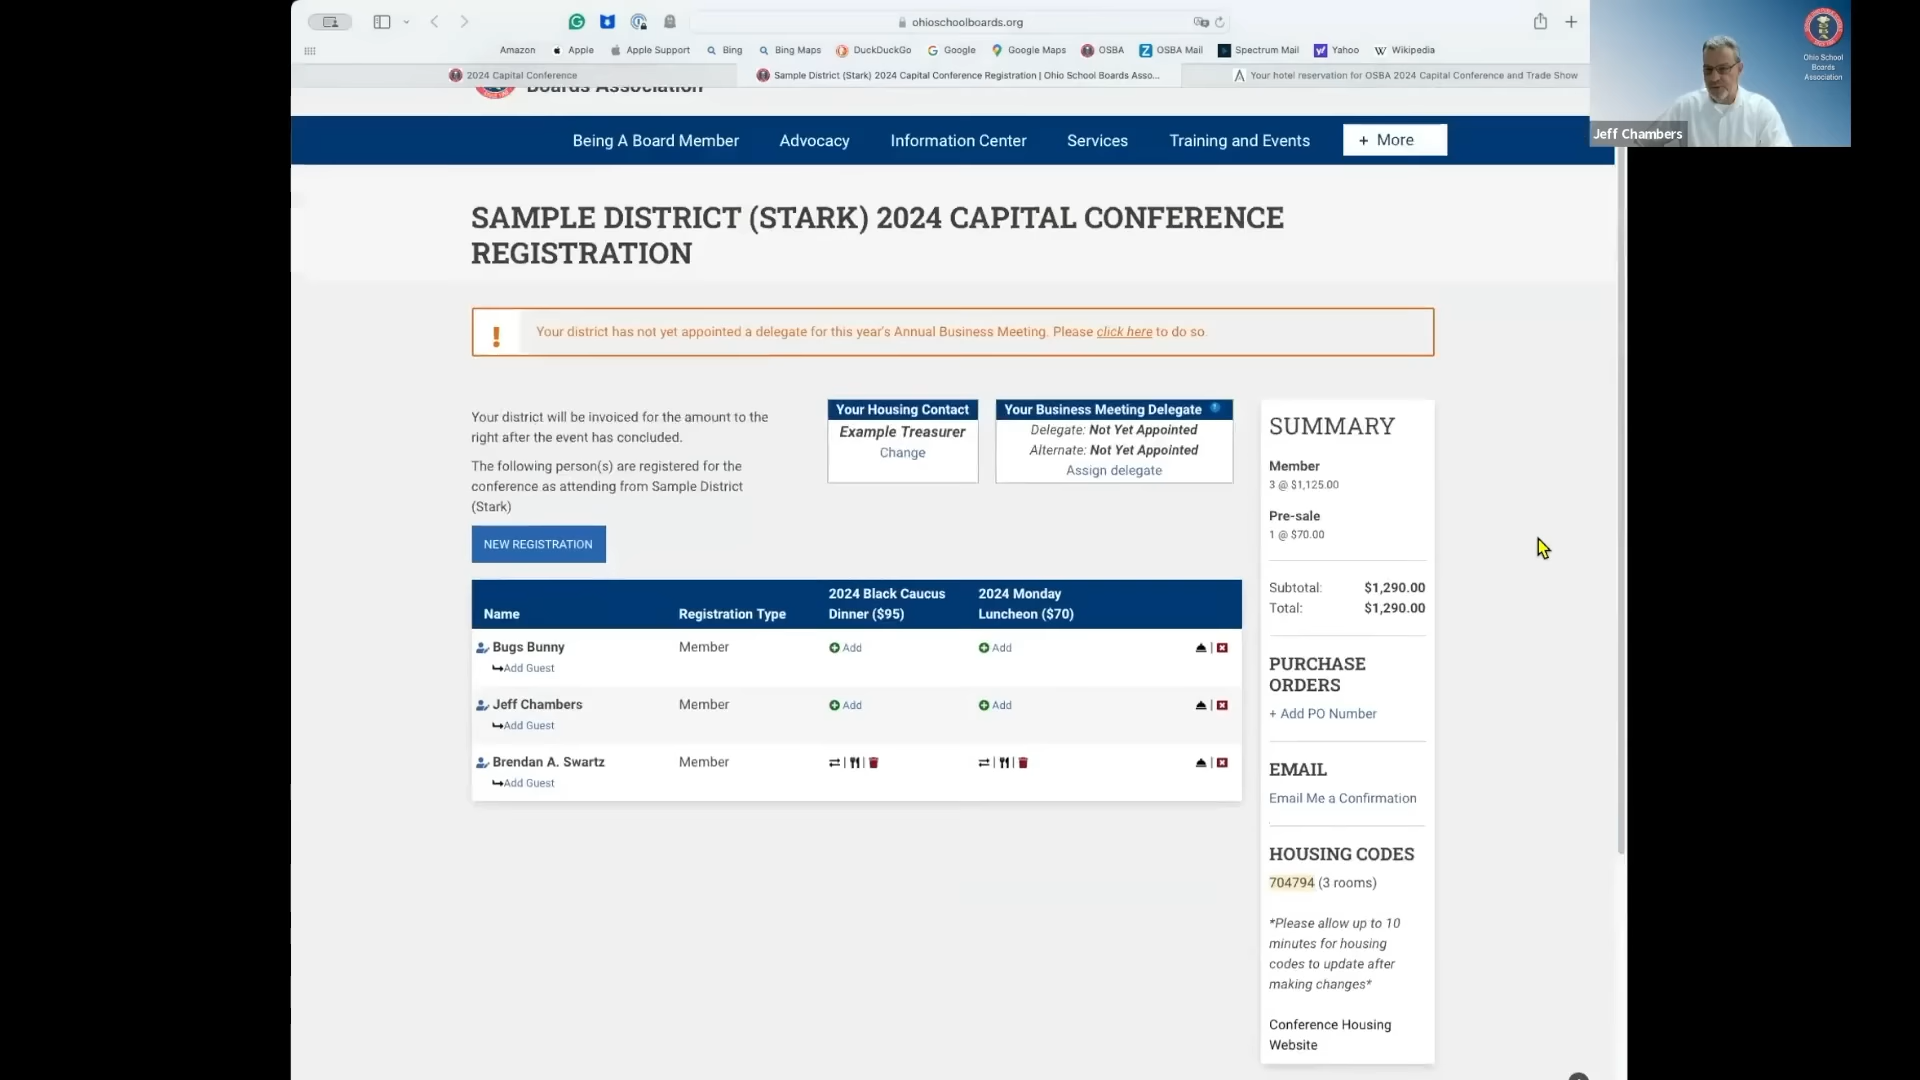 ohioschoolboards.org
Amazon Apple Apple Support Bing Bing Maps DuckDuckGo Google Google Maps OSBA OSBA Mail Spectrum Mail Yahoo Wikipedia
2024 Capital Conference
Sample District (Stark) 2024 Capital Conference Registration | Ohio School Boards Asso...
Your hotel reservation for OSBA 2024 Capital Conference and Trade Show
Ohio School
Boards
Association
Jeff Chambers
Boards Association
Being A Board Member Advocacy Information Center Services Training and Events + More
SAMPLE DISTRICT (STARK) 2024 CAPITAL CONFERENCE
REGISTRATION
! Your district has not yet appointed a delegate for this year's Annual Business Meeting. Please click here to do so.
Your district will be invoiced for the amount to the
right after the event has concluded.
The following person(s) are registered for the
conference as attending from Sample District
(Stark)
NEW REGISTRATION
Your Housing Contact
Example Treasurer
Change
Your Business Meeting Delegate
Delegate: Not Yet Appointed
Alternate: Not Yet Appointed
Assign delegate
Name Registration Type 2024 Black Caucus Dinner ($95) 2024 Monday Luncheon ($70)
Bugs Bunny Member Add Add
Add Guest
Jeff Chambers Member Add Add
Add Guest
Brendan A. Swartz Member
Add Guest
SUMMARY
Member
3 @ $1,125.00
Pre-sale
1 @ $70.00
Subtotal: $1,290.00
Total: $1,290.00
PURCHASE
ORDERS
+ Add PO Number
EMAIL
Email Me a Confirmation
HOUSING CODES
704794 (3 rooms)
*Please allow up to 10
minutes for housing
codes to update after
making changes*
Conference Housing
Website